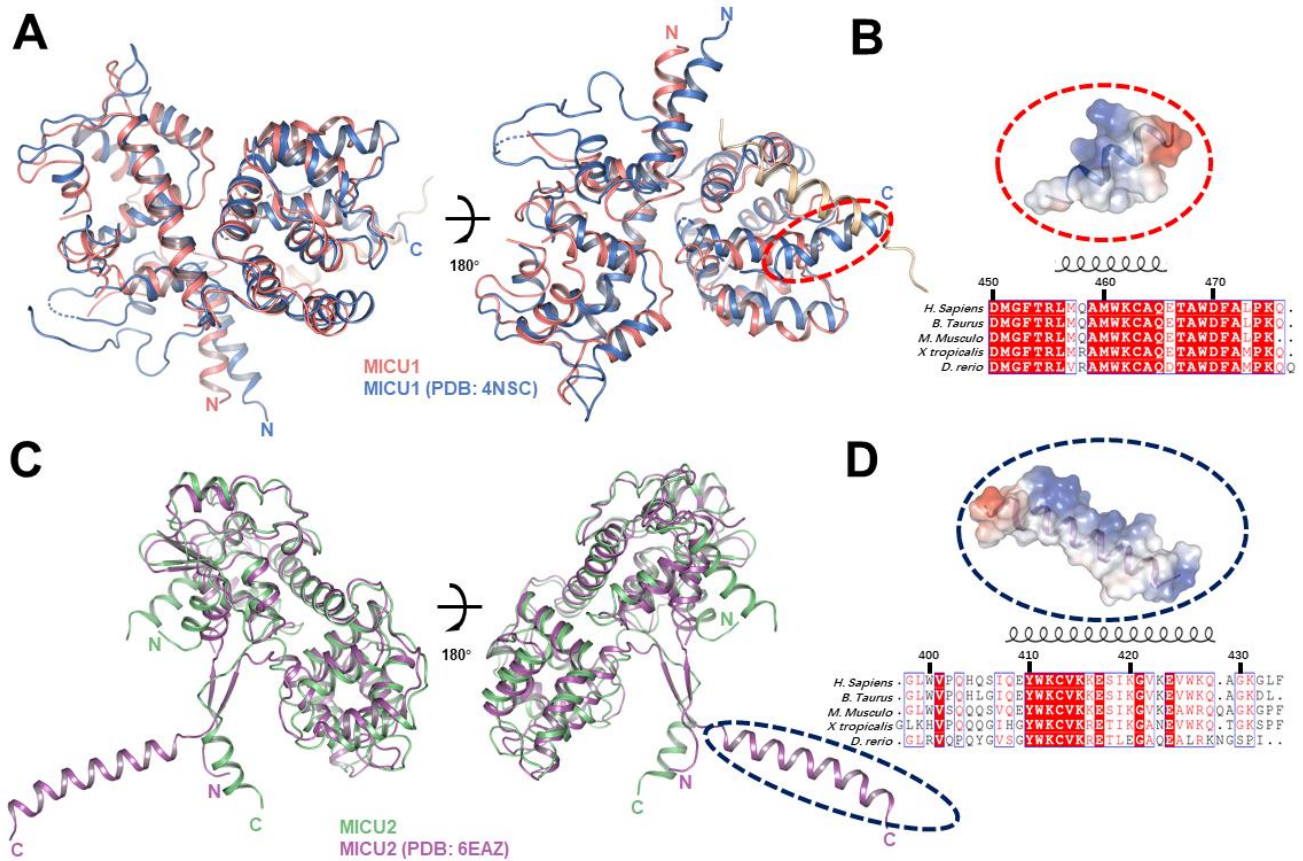 A
B
N
N
C
C
180°
MICU1
MICU1 (PDB: 4NSC)
N
N
450 460 470
H. Sapiens DMGFTRLMQAMWKCAQETAWDFALPKQ.
B. Taurus DMGFTRLMQAMWKCAQETAWDFALPKQ.
M. Musculo DMGFTRLMQAMWKCAQETAWDFALPK..
X tropicalis DMGFTRLMRAMWKCAQETAWDFAMPKQ.
D. rerio DMGFTRLVRAMWKCAQDTAWDFAMPKQQ
C
D
N
N
180°
N
C
C
C
C
MICU2
MICU2 (PDB: 6EAZ)
400 410 420 430
H. Sapiens .GLWVPQHQSIQEYWKCVKKESIKGVKEVWKQ.AGKGLF
B. Taurus .GLWVPQHLGIQEYWKCVKKESIKGVKEVWKQ.AGKDL.
M. Musculo .GLWVSQQQSVQEYWKCVKKESIKGVKEAWRQQAGKGPF
X tropicalis GLKHVPQQGIHGYWKCVKRETIKGANEVWKQ.TGKSPF
D. rerio .GLRVQPQYGVSGYWKCVKRETLEGAQEALRKNGSPI..